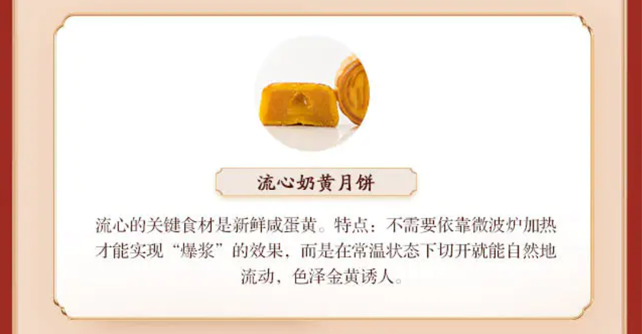 流心奶黄月饼
流心的关键食材是新鲜咸蛋黄。特点：不需要依靠微波炉加热
才能实现“爆浆”的效果，而是在常温状态下切开就能自然地
流动，色泽金黄诱人。